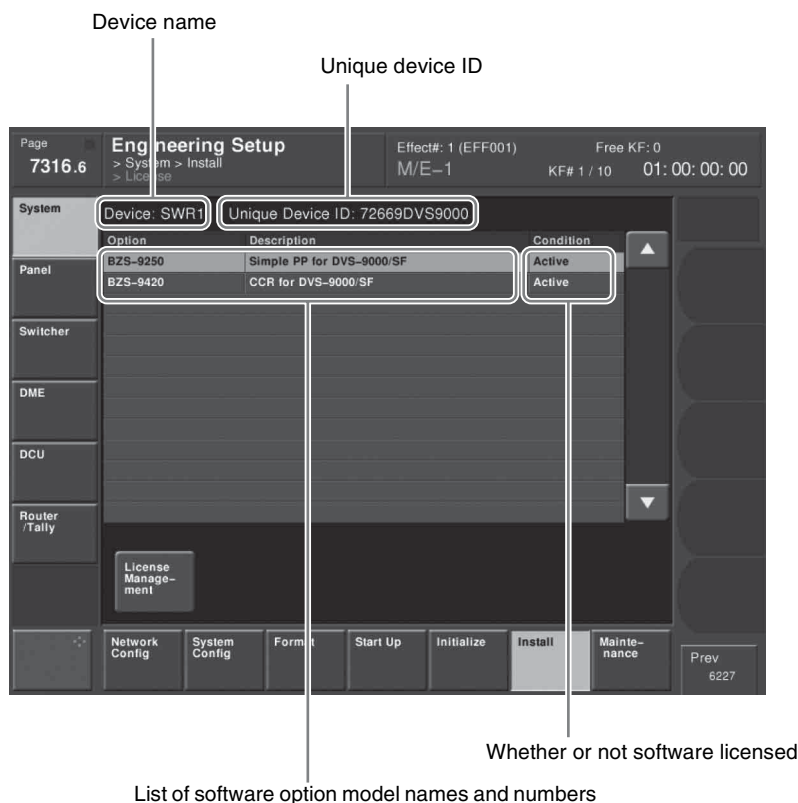 Device name
Unique device ID
Page
7316.6
Engineering Setup
> System > Install
> License
Effect#: 1 (EFF001)
Free KF: 0
M/E–1
KF# 1 / 10
01: 00: 00: 00
System
Device: SWR1
Unique Device ID: 72669DVS9000
Option
Description
Condition
BZS–9250
Simple PP for DVS–9000/SF
Active
BZS–9420
CCR for DVS–9000/SF
Active
Panel
Switcher
DME
DCU
Router
/Tally
License
Manage–
ment
Network
Config
System
Config
Format
Start Up
Initialize
Install
Mainte–
nance
Prev
6227
Whether or not software licensed
List of software option model names and numbers